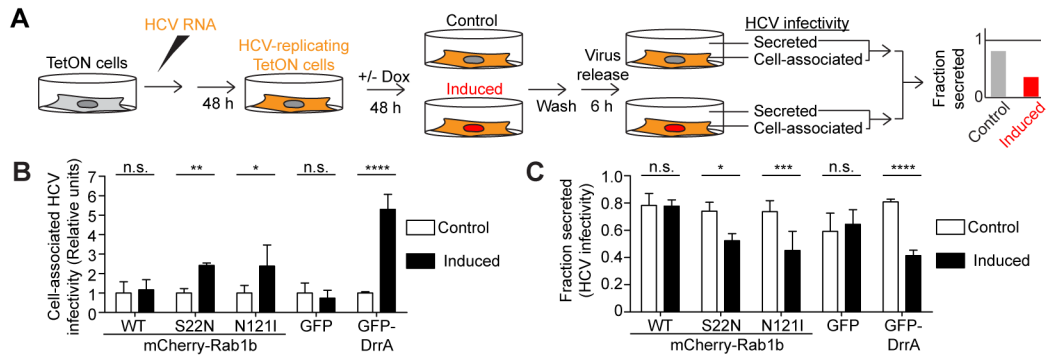 A
HCV RNA
TetON cells
48 h
HCV-replicating
TetON cells
+/- Dox
48 h
Control
Induced
Wash
Virus
release
6 h
HCV infectivity
Secreted
Cell-associated
Secreted
Cell-associated
Fraction
secreted
1
0
Control
Induced
B
Cell-associated HCV
infectivity (Relative units)
7
6
5
4
3
2
1
0
n.s.
**
*
n.s.
****
Control
Induced
WT
S22N
N121I
GFP
GFP-
DrrA
mCherry-Rab1b
C
Fraction secreted
(HCV infectivity)
1.0
0.8
0.6
0.4
0.2
0
n.s.
*
***
n.s.
****
Control
Induced
WT
S22N
N121I
GFP
GFP-
DrrA
mCherry-Rab1b